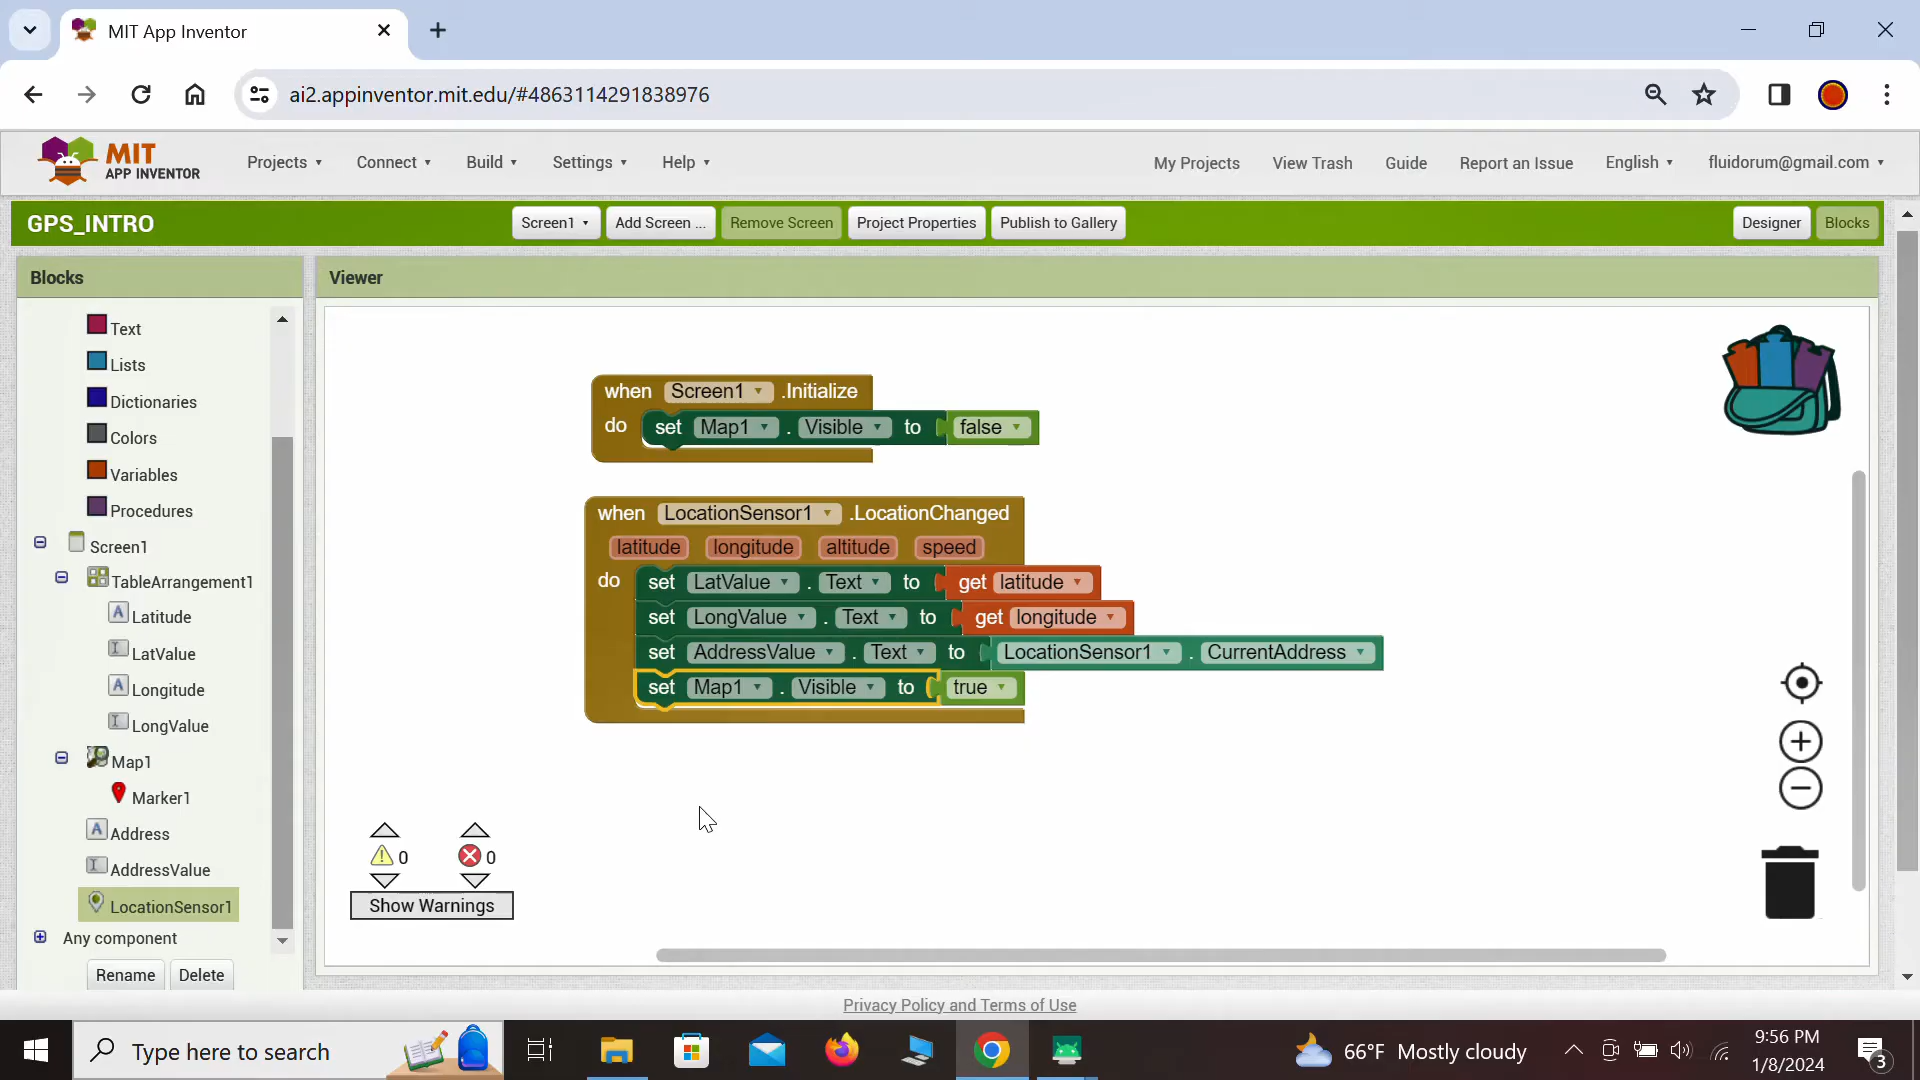 MIT App Inventor
ai2.appinventor.mit.edu/#4863114291838976
MIT
APP INVENTOR
Projects Connect Build Settings Help My Projects View Trash Guide Report an Issue English fluidorum@gmail.com
GPS_INTRO
Screen1 Add Screen ... Remove Screen Project Properties Publish to Gallery Designer Blocks
Blocks
Viewer
Text
Lists
Dictionaries
Colors
Variables
Procedures
Screen1
TableArrangement1
A Latitude
LatValue
A Longitude
LongValue
Map1
Marker1
A Address
AddressValue
LocationSensor1
Any component
Rename Delete
when Screen1 .Initialize
do set Map1 . Visible to false
when LocationSensor1 .LocationChanged
latitude longitude altitude speed
do set LatValue . Text to get latitude
set LongValue . Text to get longitude
set AddressValue . Text to LocationSensor1 . CurrentAddress
set Map1 . Visible to true
0 0
Show Warnings
Privacy Policy and Terms of Use
Type here to search
66°F Mostly cloudy
9:56 PM
1/8/2024
3